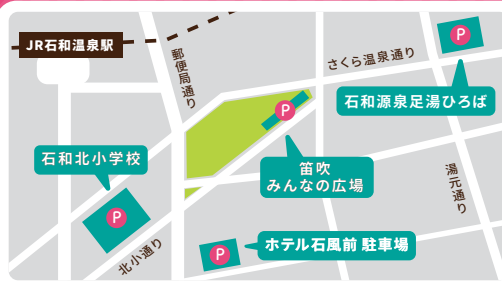 JR石和温泉駅
郵便局通り
さくら温泉通り
P
石和源泉足湯ひろば
P
石和北小学校
笛吹
みんなの広場
湯元通り
P
北小通り
P
ホテル石風前 駐車場